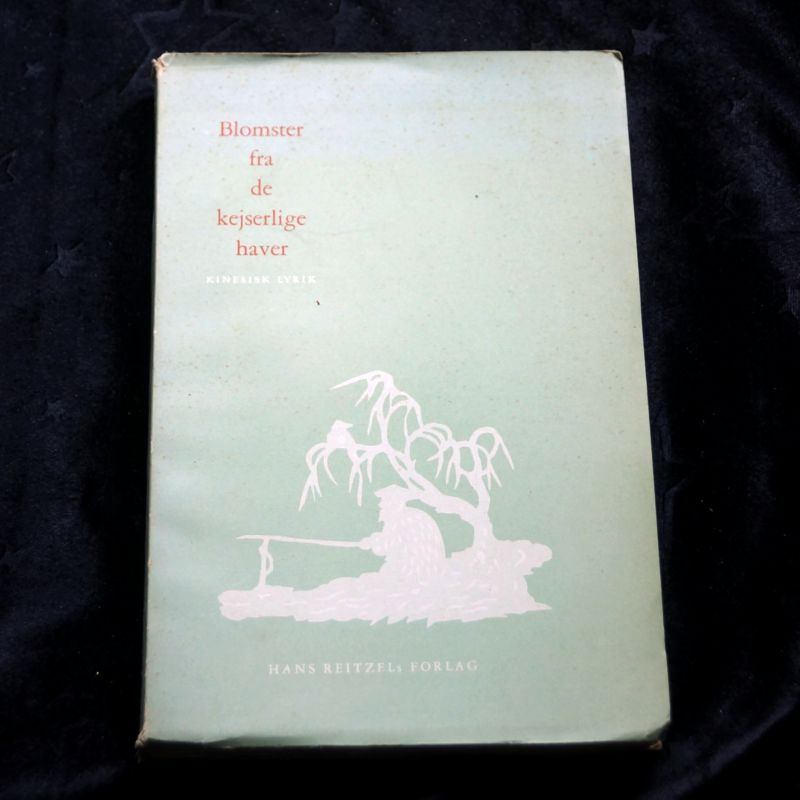 Blomster
fra
de
kejserlige
haver
KINESISK LYRIK
HANS REITZELs FORLAG